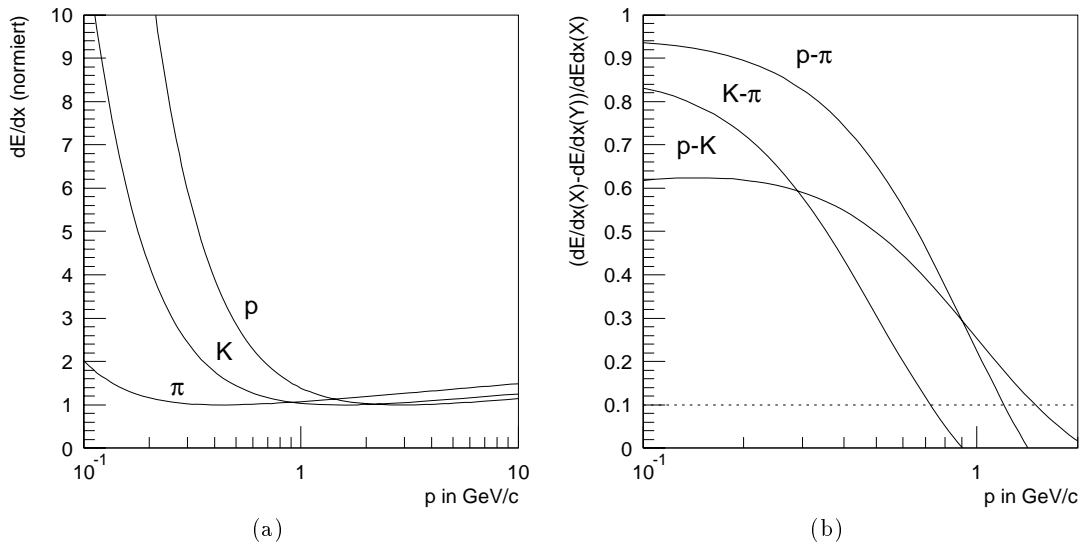 dE/dx (normiert)
10
9
8
7
6
5
4
3
2
1
0
p
K
π
10-1
1
10
p in GeV/c
(a)
(dE/dx(X)-dE/dx(Y))/dEdx(X)
1
0.9
0.8
0.7
0.6
0.5
0.4
0.3
0.2
0.1
0
p-π
K-π
p-K
10-1
1
p in GeV/c
(b)